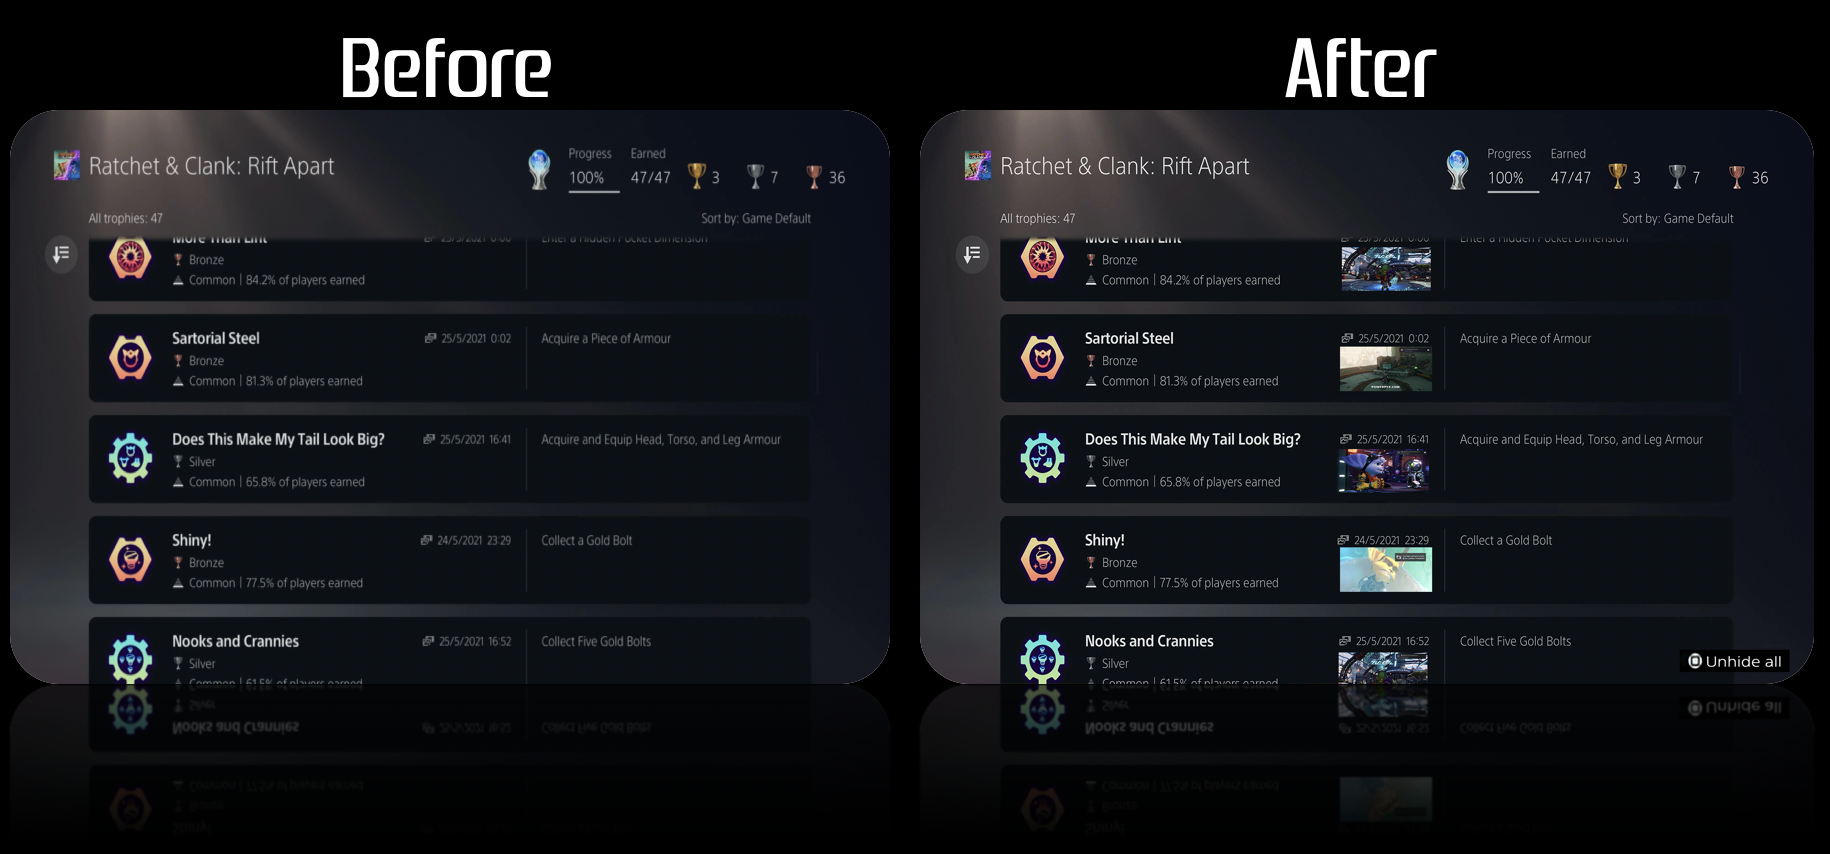 Before
Ratchet & Clank: Rift Apart
Progress
Earned
100%
47/47
3
7
36
All trophies: 47
Sort by: Game Default
More Than Lint
25/5/2021 0:00
Enter a Hidden Pocket Dimension
Bronze
Common | 84.2% of players earned
Sartorial Steel
25/5/2021 0:02
Acquire a Piece of Armour
Bronze
Common | 81.3% of players earned
Does This Make My Tail Look Big?
25/5/2021 16:41
Acquire and Equip Head, Torso, and Leg Armour
Silver
Common | 65.8% of players earned
Shiny!
24/5/2021 23:29
Collect a Gold Bolt
Bronze
Common | 77.5% of players earned
Nooks and Crannies
25/5/2021 16:52
Collect Five Gold Bolts
Silver
Common | 61.5% of players earned
After
Ratchet & Clank: Rift Apart
Progress
Earned
100%
47/47
3
7
36
All trophies: 47
Sort by: Game Default
More Than Lint
25/5/2021 0:00
Enter a Hidden Pocket Dimension
Bronze
Common | 84.2% of players earned
Sartorial Steel
25/5/2021 0:02
Acquire a Piece of Armour
Bronze
Common | 81.3% of players earned
Does This Make My Tail Look Big?
25/5/2021 16:41
Acquire and Equip Head, Torso, and Leg Armour
Silver
Common | 65.8% of players earned
Shiny!
24/5/2021 23:29
Collect a Gold Bolt
Bronze
Common | 77.5% of players earned
Nooks and Crannies
25/5/2021 16:52
Collect Five Gold Bolts
Silver
Common | 61.5% of players earned
Unhide all